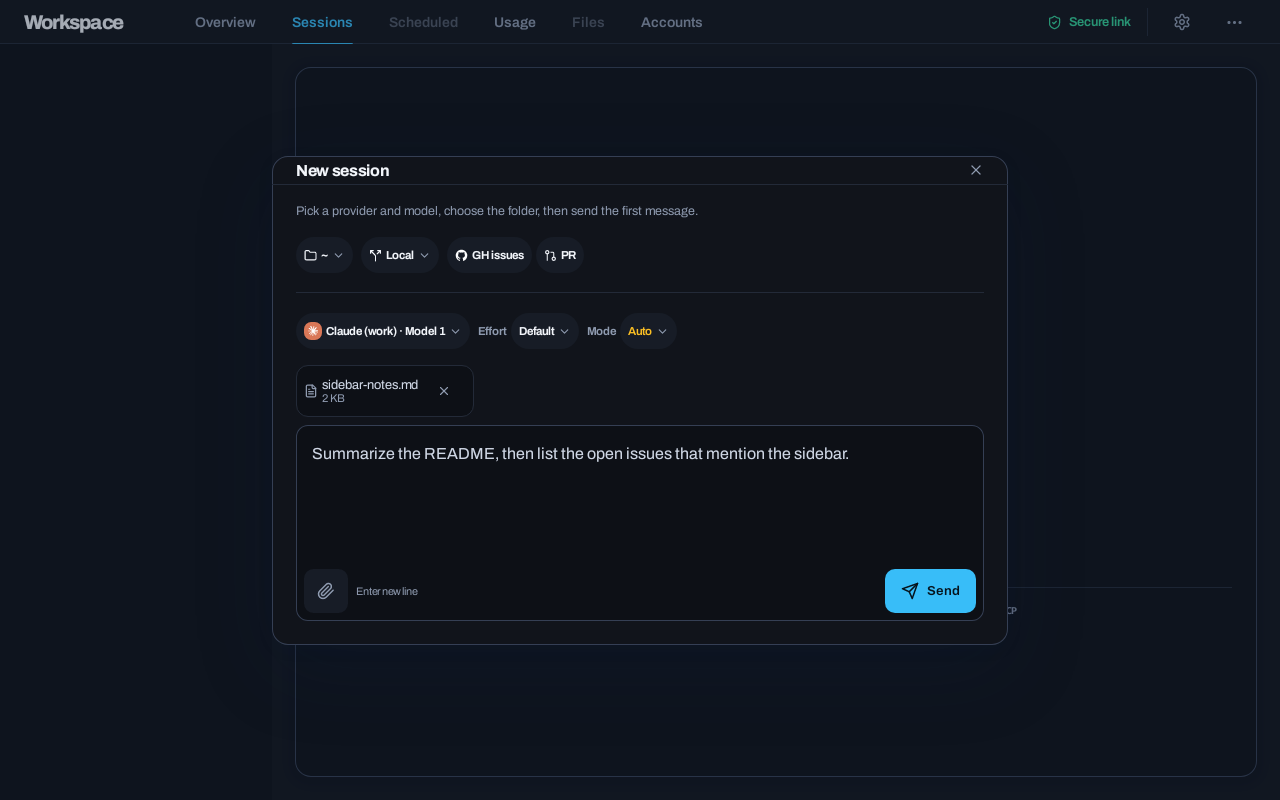 Workspace
Overview
Sessions
Scheduled
Usage
Files
Accounts
Secure link
New session
Pick a provider and model, choose the folder, then send the first message.
~
Local
GH issues
PR
Claude (work) · Model 1
Effort
Default
Mode
Auto
sidebar-notes.md
2 KB
Summarize the README, then list the open issues that mention the sidebar.
Enter new line
Send